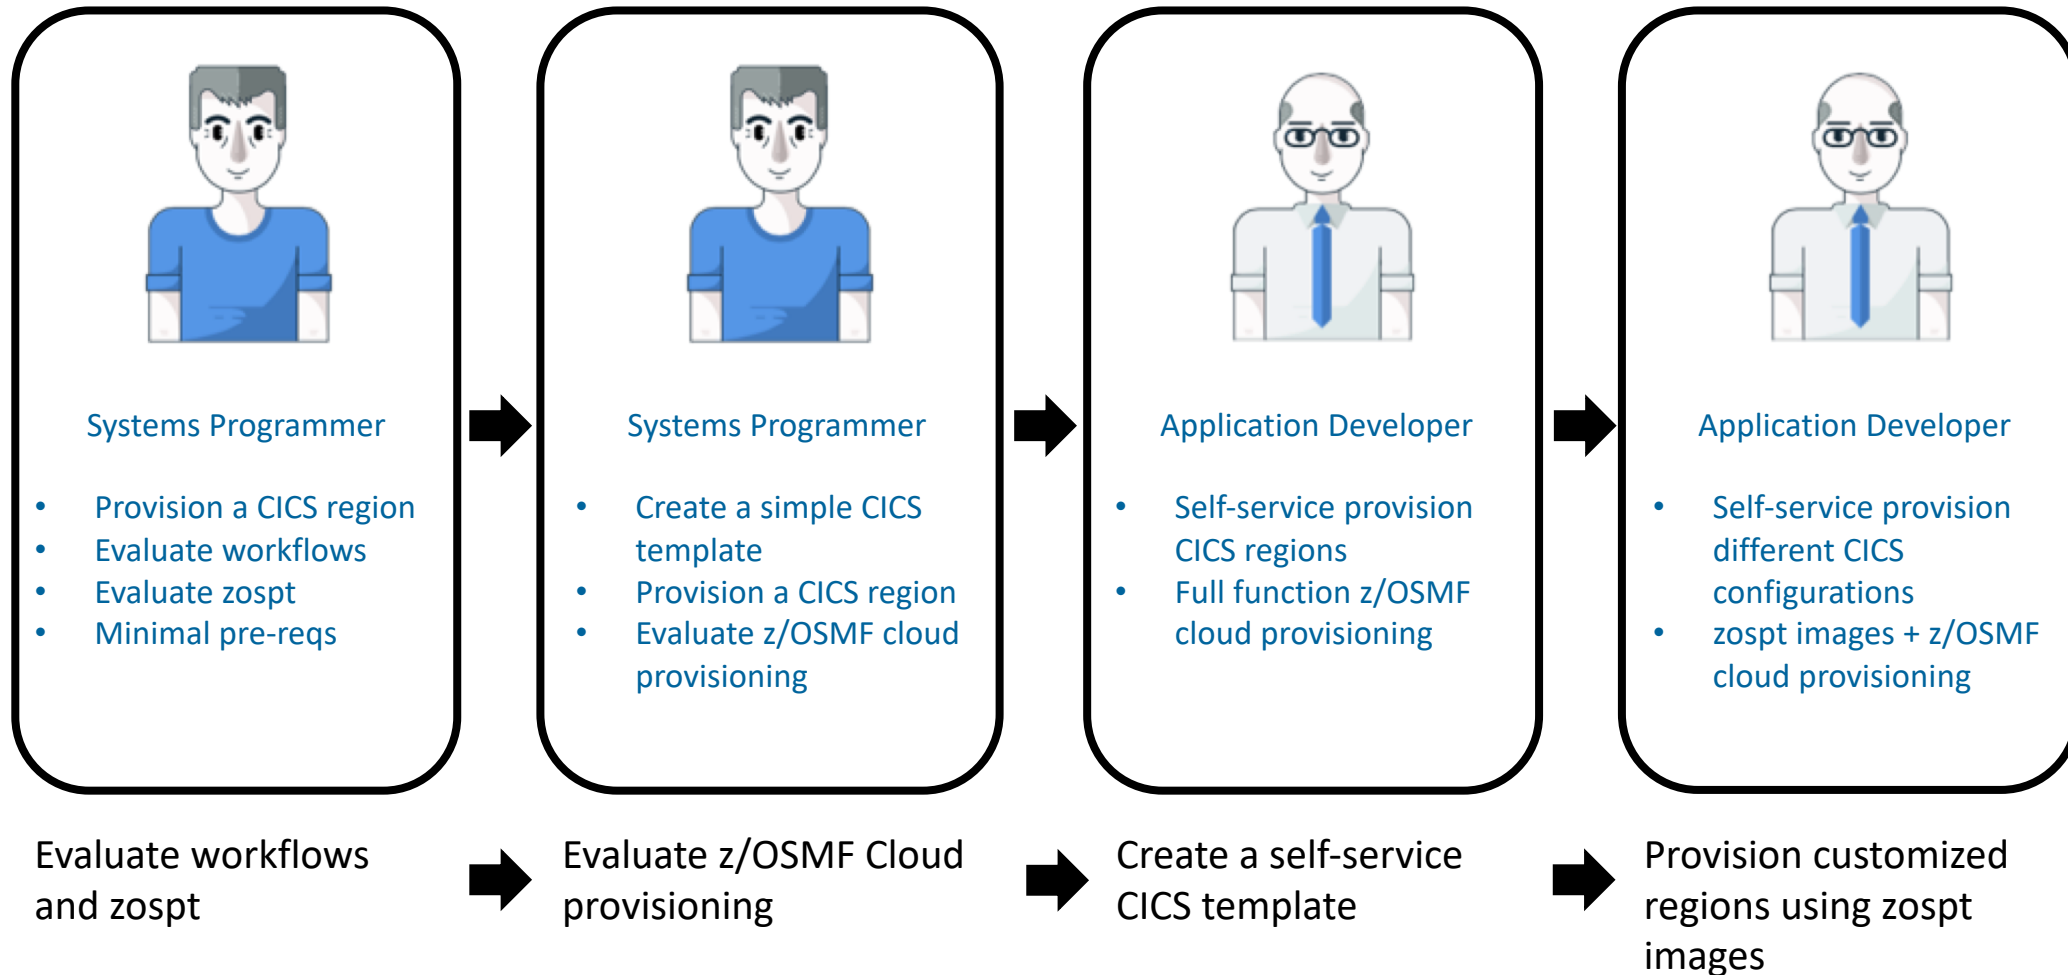 Systems Programmer
• Provision a CICS region
• Evaluate workflows
• Evaluate zospt
• Minimal pre-reqs
Systems Programmer
• Create a simple CICS
template
• Provision a CICS region
• Evaluate z/OSMF cloud
provisioning
Application Developer
• Self-service provision
CICS regions
• Full function z/OSMF
cloud provisioning
Application Developer
• Self-service provision
different CICS
configurations
• zospt images + z/OSMF
cloud provisioning
Evaluate workflows
and zospt
Evaluate z/OSMF Cloud
provisioning
Create a self-service
CICS template
Provision customized
regions using zospt
images